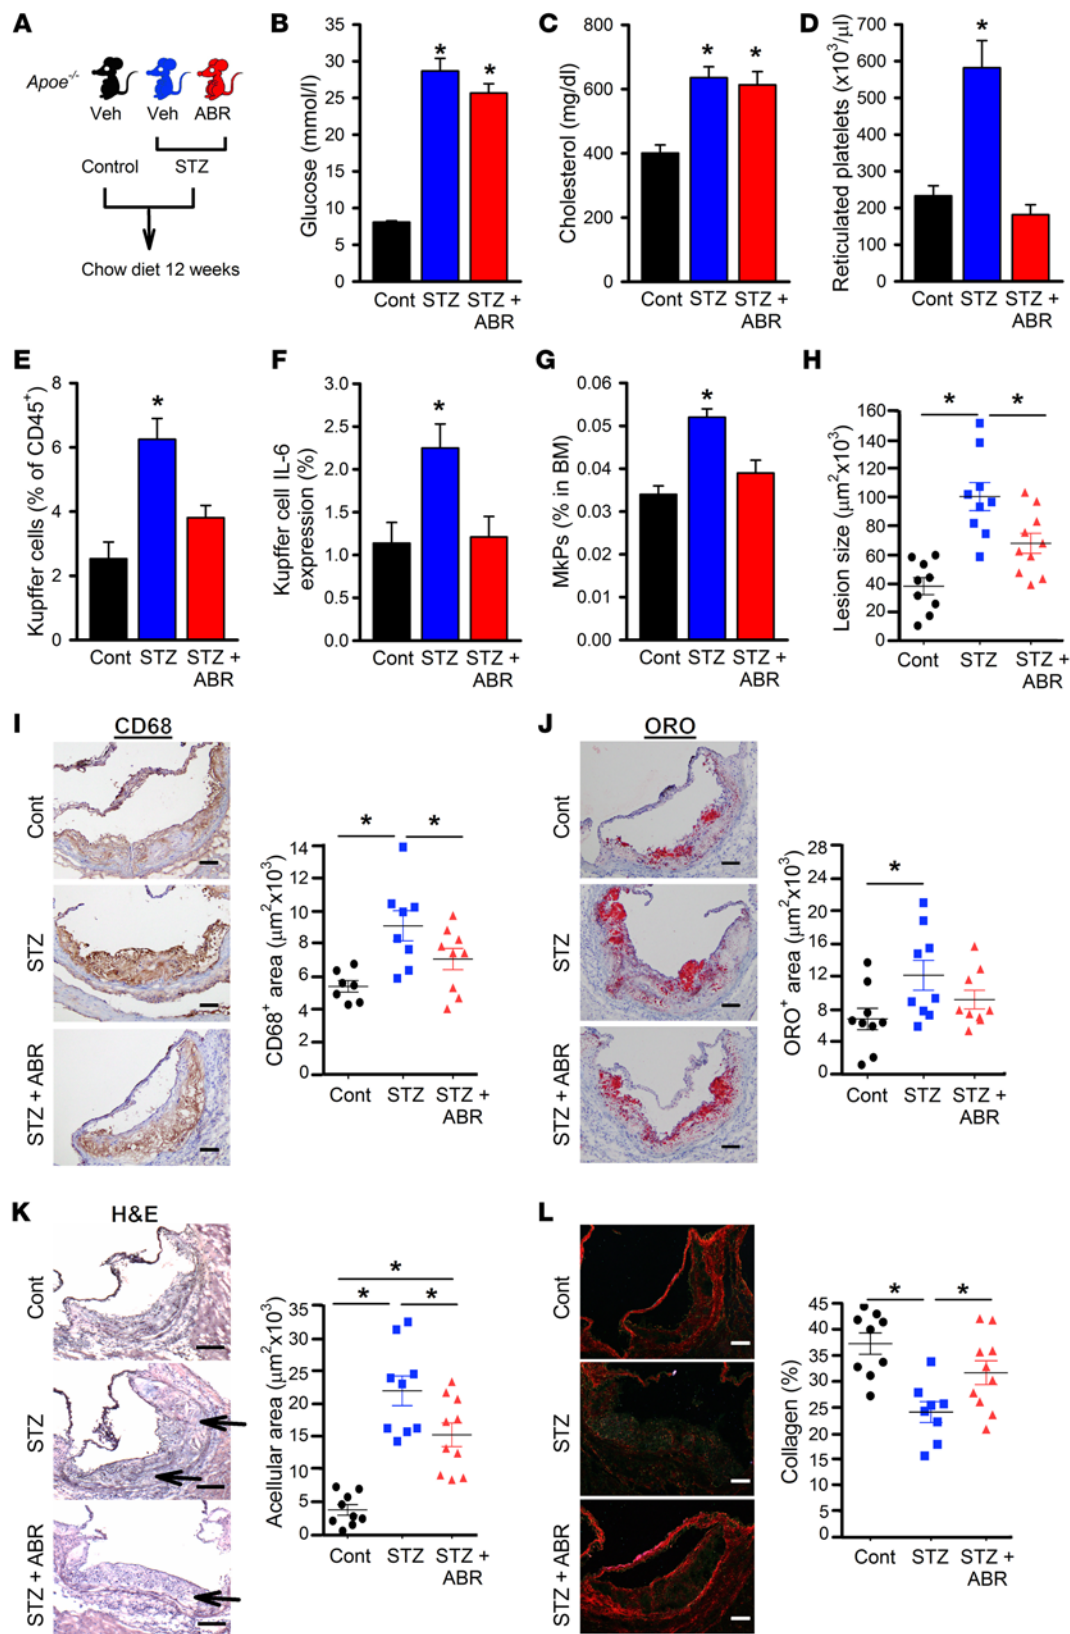 A
Apoe-/-
Veh Veh ABR
Control STZ
Chow diet 12 weeks
B
Glucose (mmol/l)
35
30
25
20
15
10
5
0
* *
Cont STZ STZ + ABR
C
Cholesterol (mg/dl)
800
600
400
200
0
* *
Cont STZ STZ + ABR
D
Reticulated platelets (x10³/µl)
700
600
500
400
300
200
100
0
*
Cont STZ STZ + ABR
E
Kupffer cells (% of CD45⁺)
8
6
4
2
0
*
Cont STZ STZ + ABR
F
Kupffer cell IL-6 expression (%)
3.0
2.5
2.0
1.5
1.0
0.5
0.0
*
Cont STZ STZ + ABR
G
MkPs (% in BM)
0.06
0.05
0.04
0.03
0.02
0.01
0.00
*
Cont STZ STZ + ABR
H
Lesion size (µm²x10³)
160
140
120
100
80
60
40
20
0
* *
Cont STZ STZ + ABR
I
CD68
Cont
STZ
STZ + ABR
CD68⁺ area (µm²x10³)
14
12
10
8
6
4
2
0
* *
Cont STZ STZ + ABR
J
ORO
Cont
STZ
STZ + ABR
ORO⁺ area (µm²x10³)
28
24
20
16
12
8
4
0
*
Cont STZ STZ + ABR
K
H&E
Cont
STZ
STZ + ABR
Acellular area (µm²x10³)
35
30
25
20
15
10
5
0
*
* *
Cont STZ STZ + ABR
L
Cont
STZ
STZ + ABR
Collagen (%)
45
40
35
30
25
20
15
10
5
0
* *
Cont STZ STZ + ABR